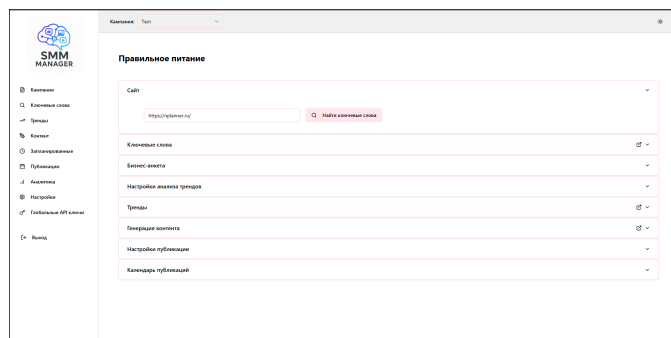 SMM
MANAGER
Кампании
Ключевые слова
Тренды
Контент
Запланированные
Публикации
Аналитика
Настройки
Глобальные API ключи
Выход
Кампания: Тест
Правильное питание
Сайт
https://nplanner.ru/
Найти ключевые слова
Ключевые слова
Бизнес-анкета
Настройки анализа трендов
Тренды
Генерация контента
Настройки публикации
Календарь публикаций